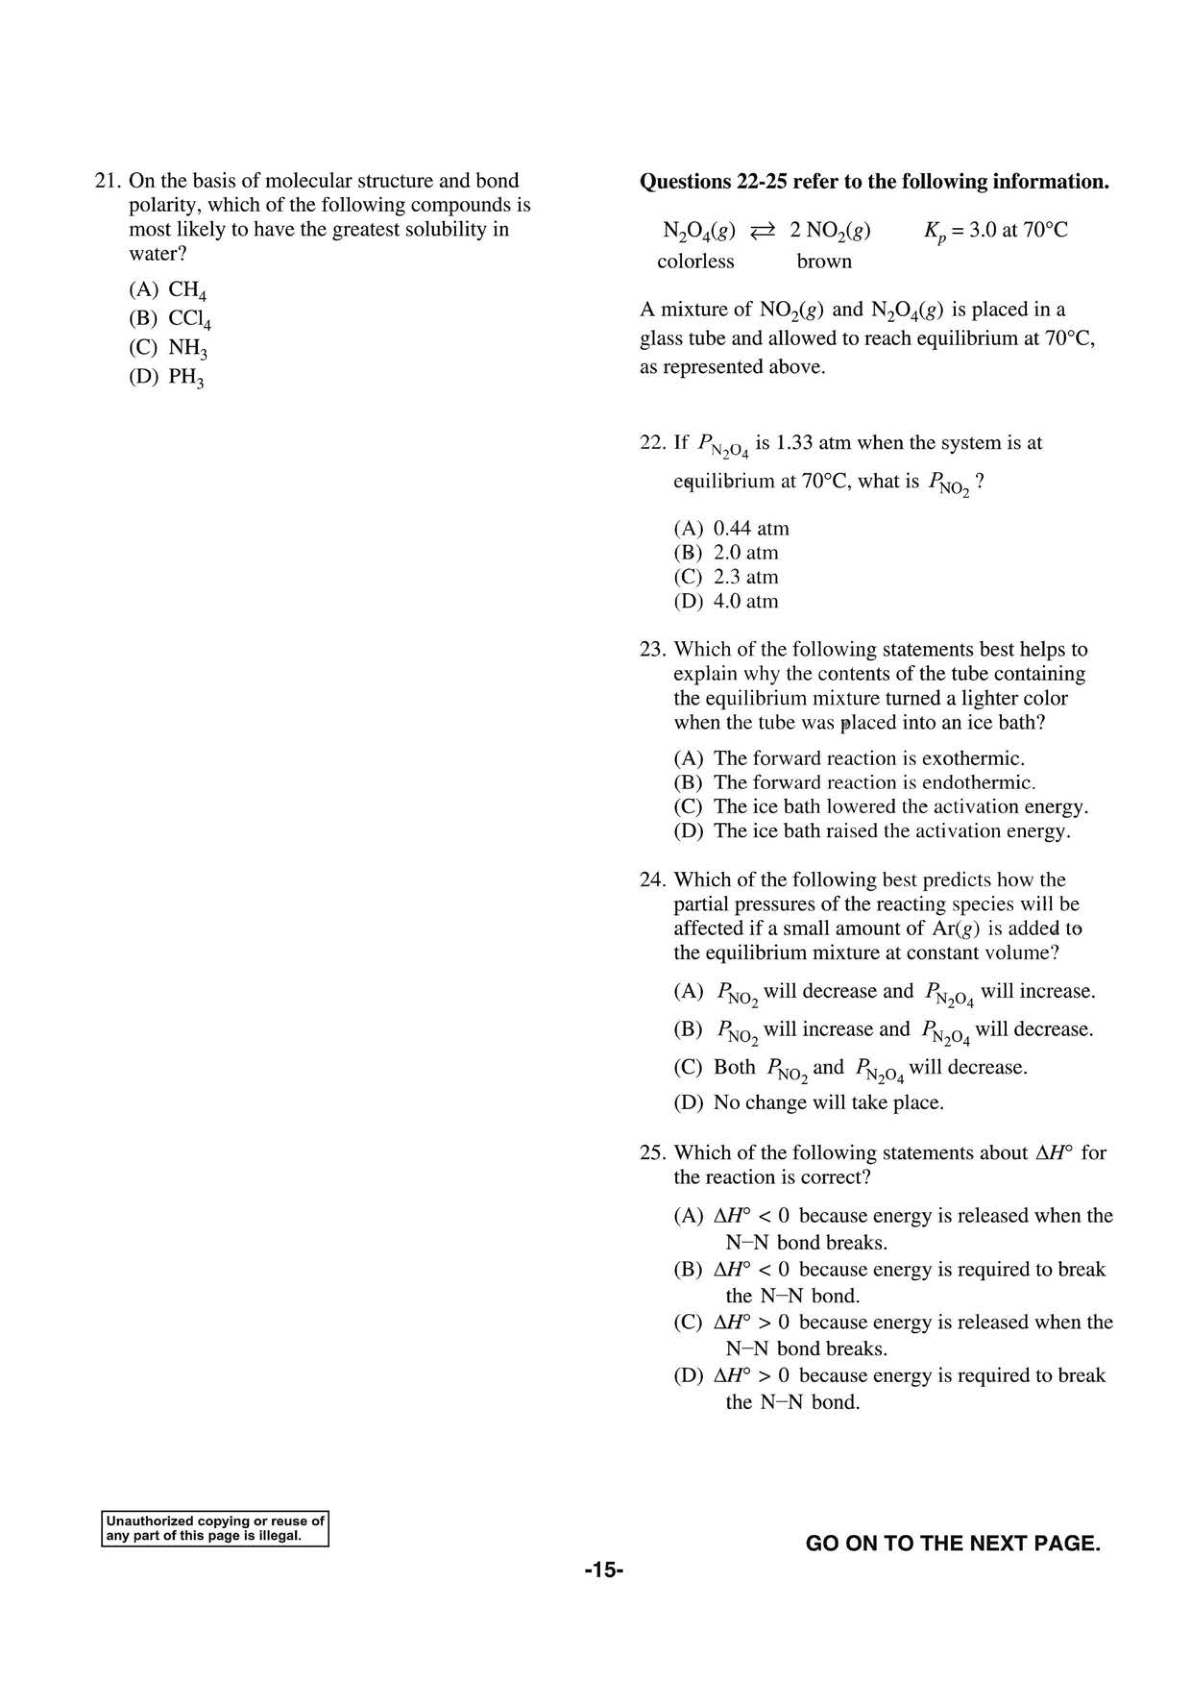 21. On the basis of molecular structure and bond
polarity, which of the following compounds is
most likely to have the greatest solubility in
water?
(A) CH₄
(B) CCl₄
(C) NH₃
(D) PH₃
Questions 22-25 refer to the following information.
N₂O₄(g) ⇄ 2 NO₂(g) Kₚ = 3.0 at 70°C
colorless brown
A mixture of NO₂(g) and N₂O₄(g) is placed in a
glass tube and allowed to reach equilibrium at 70°C,
as represented above.
22. If P_N₂O₄ is 1.33 atm when the system is at
equilibrium at 70°C, what is P_NO₂ ?
(A) 0.44 atm
(B) 2.0 atm
(C) 2.3 atm
(D) 4.0 atm
23. Which of the following statements best helps to
explain why the contents of the tube containing
the equilibrium mixture turned a lighter color
when the tube was placed into an ice bath?
(A) The forward reaction is exothermic.
(B) The forward reaction is endothermic.
(C) The ice bath lowered the activation energy.
(D) The ice bath raised the activation energy.
24. Which of the following best predicts how the
partial pressures of the reacting species will be
affected if a small amount of Ar(g) is added to
the equilibrium mixture at constant volume?
(A) P_NO₂ will decrease and P_N₂O₄ will increase.
(B) P_NO₂ will increase and P_N₂O₄ will decrease.
(C) Both P_NO₂ and P_N₂O₄ will decrease.
(D) No change will take place.
25. Which of the following statements about ΔH° for
the reaction is correct?
(A) ΔH° < 0 because energy is released when the
N–N bond breaks.
(B) ΔH° < 0 because energy is required to break
the N–N bond.
(C) ΔH° > 0 because energy is released when the
N–N bond breaks.
(D) ΔH° > 0 because energy is required to break
the N–N bond.
Unauthorized copying or reuse of
any part of this page is illegal.
GO ON TO THE NEXT PAGE.
-15-